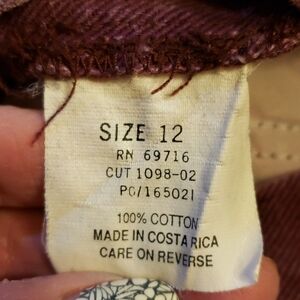 SIZE 12
RN 69716
CUT 1098-02
PO/165021
100% COTTON
MADE IN COSTA RICA
CARE ON REVERSE